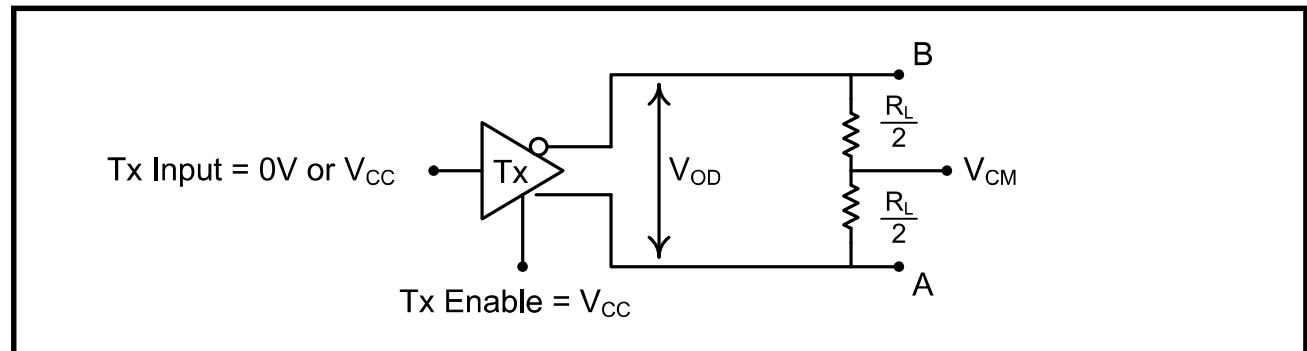 B
R_L
2
Tx Input = 0V or V_CC
Tx
V_OD
V_CM
R_L
2
A
Tx Enable = V_CC